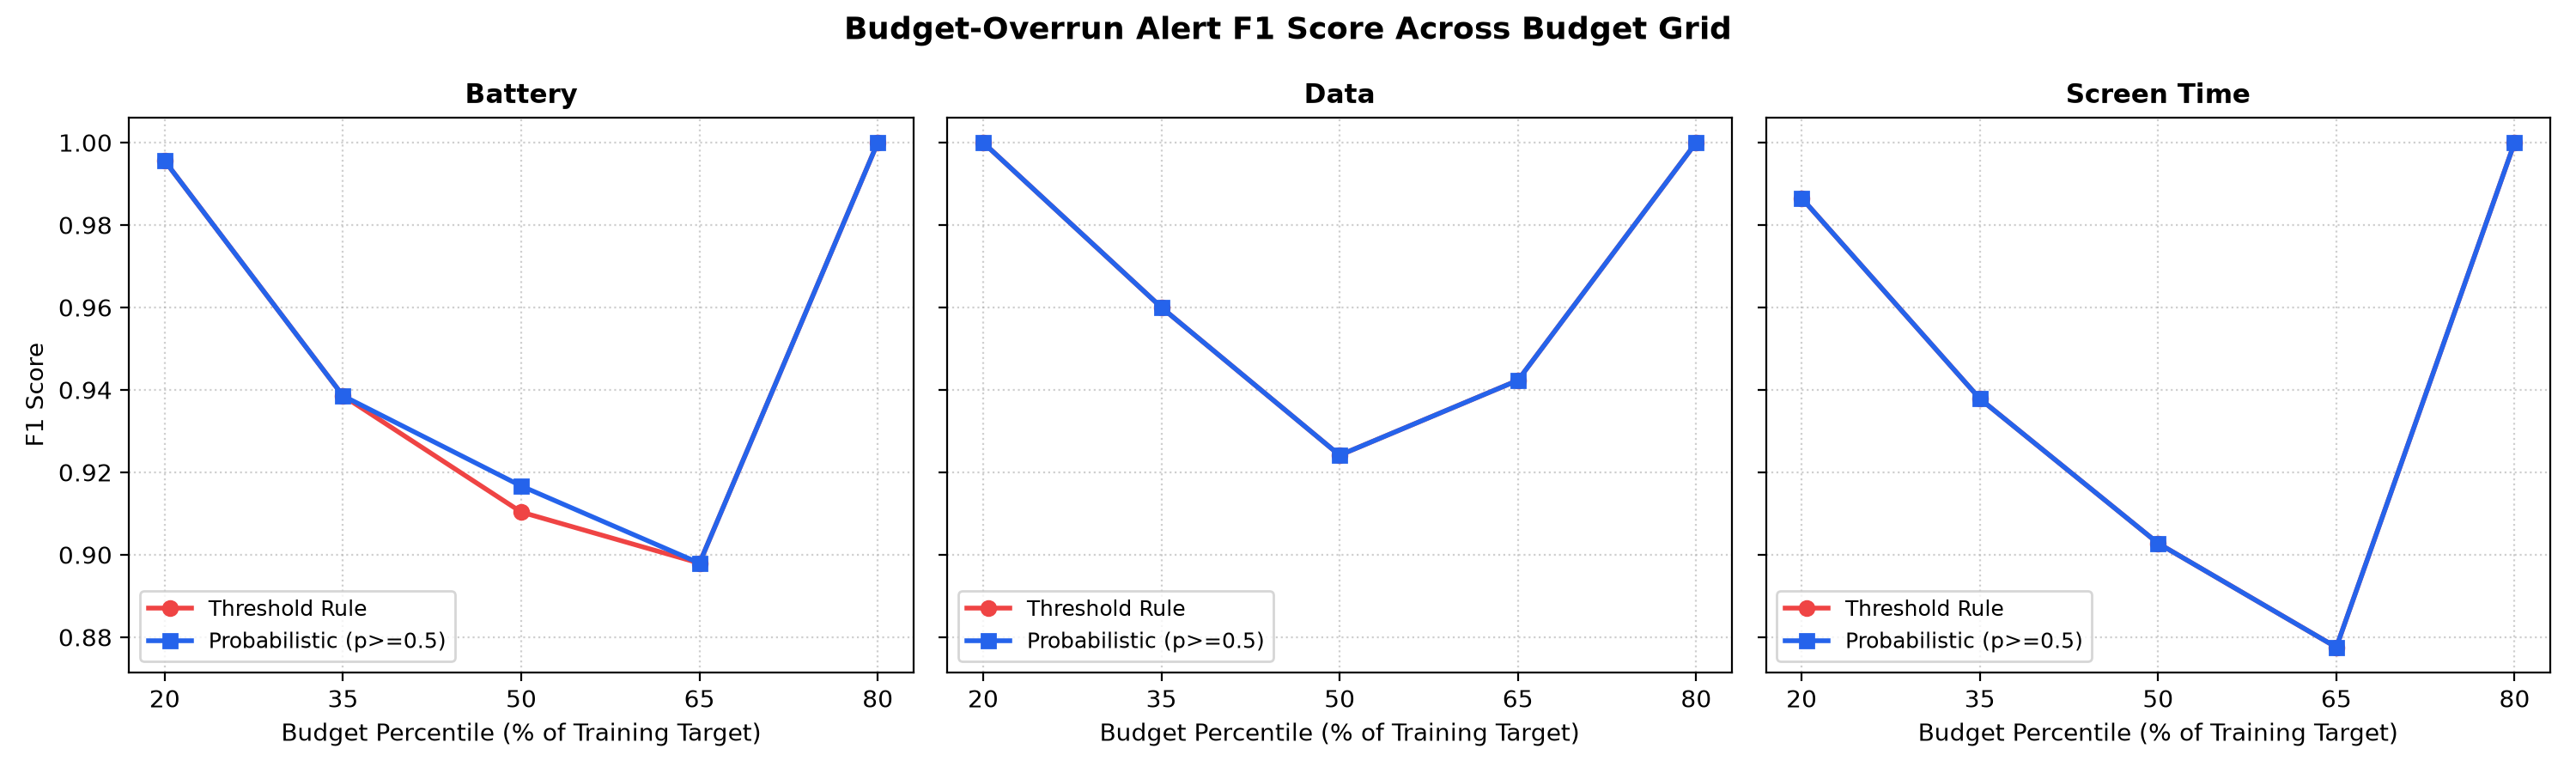 Budget-Overrun Alert F1 Score Across Budget Grid
Battery
F1 Score
1.00
0.98
0.96
0.94
0.92
0.90
0.88
Threshold Rule
Probabilistic (p>=0.5)
20 35 50 65 80
Budget Percentile (% of Training Target)
Data
Threshold Rule
Probabilistic (p>=0.5)
20 35 50 65 80
Budget Percentile (% of Training Target)
Screen Time
Threshold Rule
Probabilistic (p>=0.5)
20 35 50 65 80
Budget Percentile (% of Training Target)